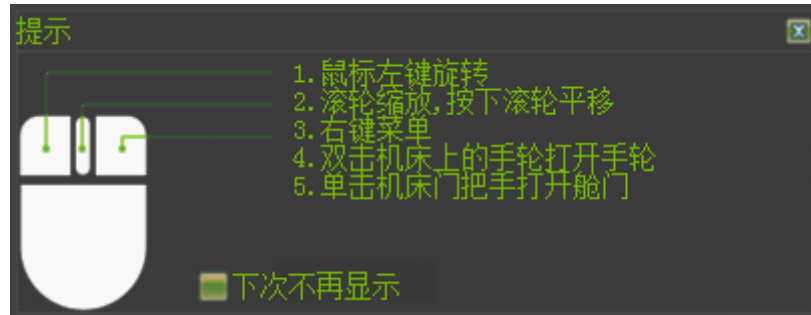 提示
1.鼠标左键旋转
2.滚轮缩放,按下滚轮平移
3.右键菜单
4.双击机床上的手轮打开手轮
5.单击机床门把手打开舱门
下次不再显示